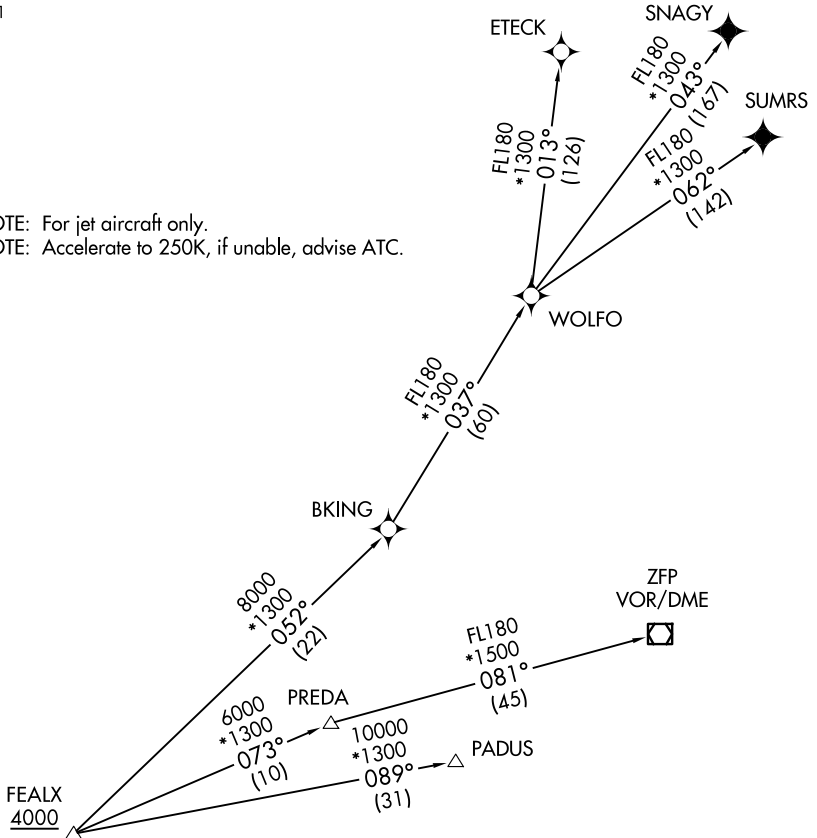 SNAGY
ETECK
FL180
*1300
043°
(167)
SUMRS
FL180
*1300
013°
(126)
FL180
*1300
062°
(142)
NOTE: For jet aircraft only.
NOTE: Accelerate to 250K, if unable, advise ATC.
WOLFO
FL180
*1300
037°
(60)
BKING
8000
*1300
052°
(22)
ZFP
VOR/DME
FL180
*1500
081°
(45)
PREDA
6000
*1300
073°
(10)
10000
*1300
089°
(31)
PADUS
FEALX
4000